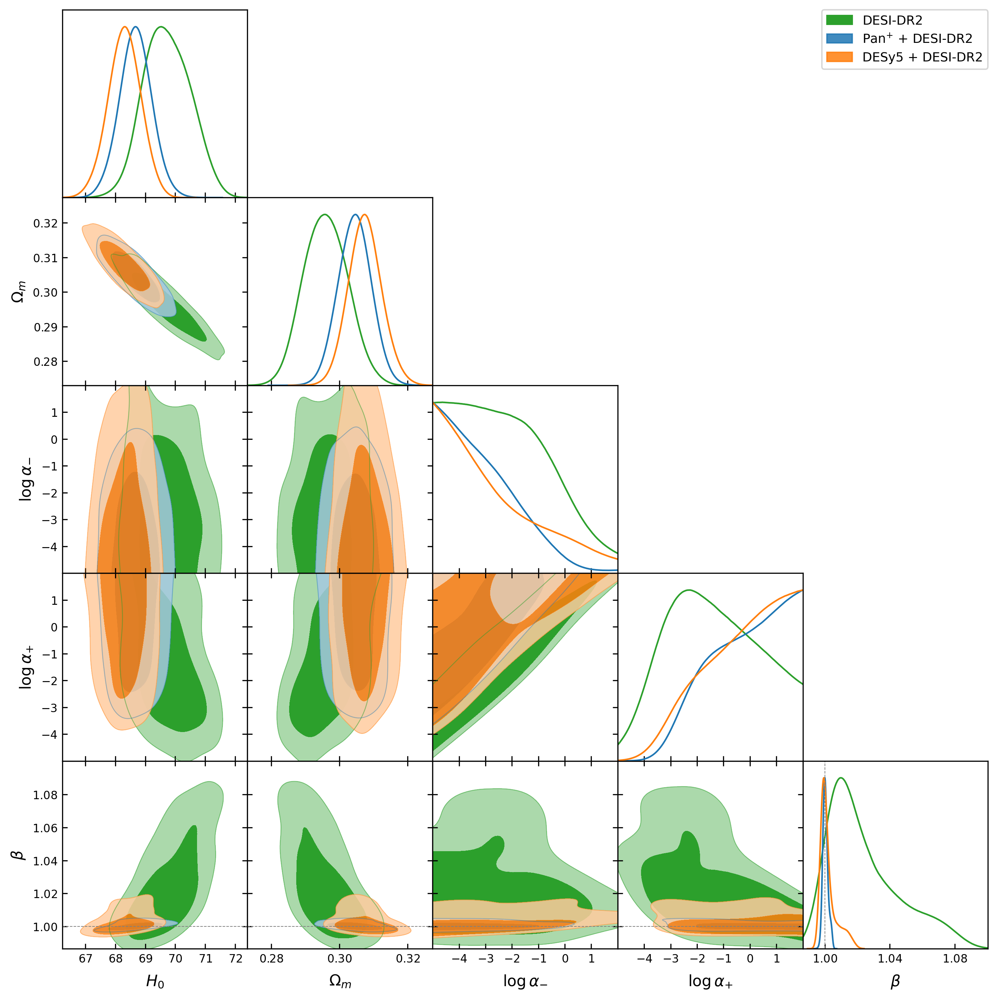 DESI-DR2
Pan⁺ + DESI-DR2
DESy5 + DESI-DR2
0.32
0.31
0.30
0.29
0.28
Ωₘ
1
0
−1
−2
−3
−4
log α₋
1
0
−1
−2
−3
−4
log α₊
1.08
1.06
1.04
1.02
1.00
β
67 68 69 70 71 72 0.28 0.30 0.32 −4 −3 −2 −1 0 1 −4 −3 −2 −1 0 1 1.00 1.04 1.08
H₀ Ωₘ log α₋ log α₊ β